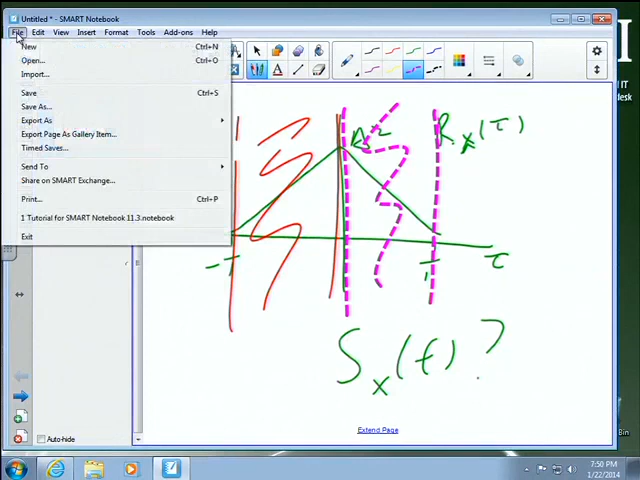 Untitled * - SMART Notebook
File Edit View Insert Format Tools Add-ons Help
New Ctrl+N
Open... Ctrl+O
Import...
Save Ctrl+S
Save As...
Export As
Export Page As Gallery Item...
Timed Saves...
Send To
Share on SMART Exchange...
Print... Ctrl+P
1 Tutorial for SMART Notebook 11.3.notebook
Exit
A²
Rₓ(τ)
-T
T
τ
Sₓ(f)?
Extend Page
Auto-hide
Bin
7:50 PM
1/22/2014